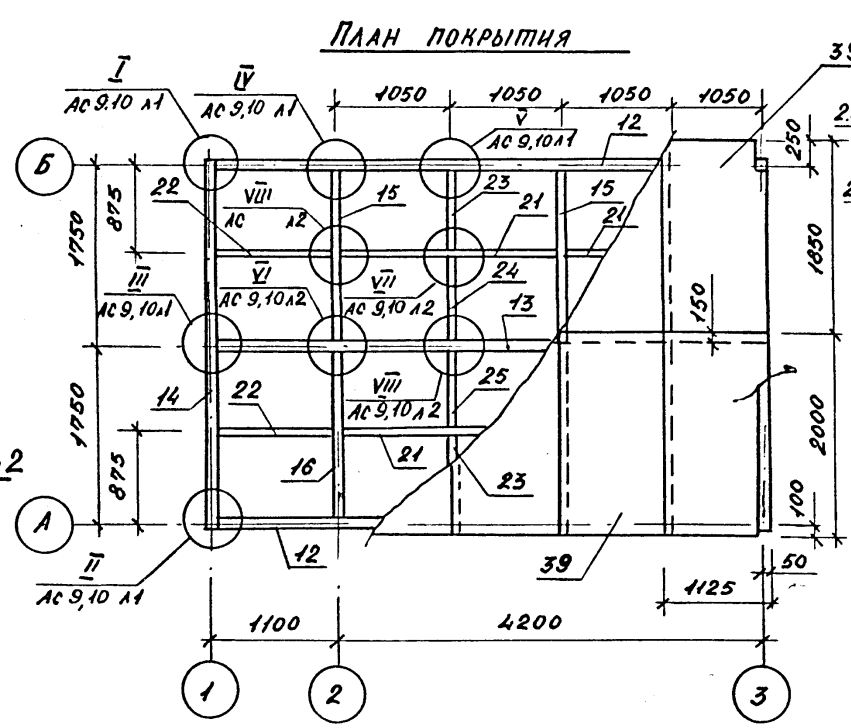 План покрытия
I
АС 9.10 л1
IV
АС 9,10 л1
1050
1050
1050
1050
39
V
АС 9,10 л1
12
250
Б
22
VIII
АС л2
15
23
21
15
21
875
1750
1850
III
АС 9,10 л1
VI
АС 9,10 л2
VII
АС 9,10 л2
24
13
150
14
22
VIII
АС 9,10 л2
25
1750
875
16
21
23
2000
100
2
А
II
АС 9,10 л1
12
39
50
1125
1100
4200
1
2
3